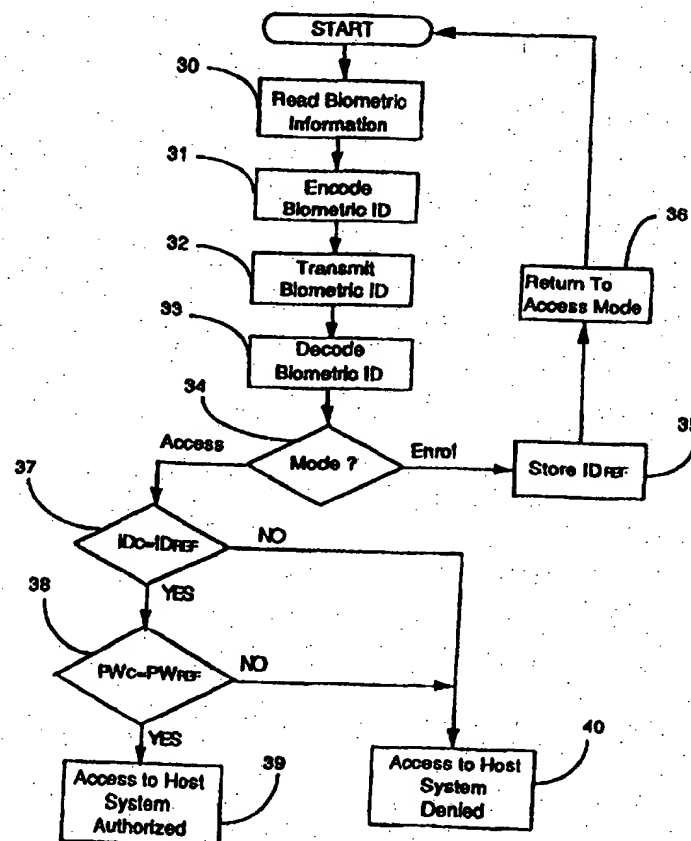 START
30
Read Biometric
Information
31
Encode
Biometric ID
32
Transmit
Biometric ID
36
Return To
Access Mode
33
Decode
Biometric ID
34
Access
Mode ?
Enrol
Store IDREF
35
37
IDC=IDREF
NO
YES
38
PWC=PWREF
NO
YES
39
Access to Host
System
Authorized
40
Access to Host
System
Denied